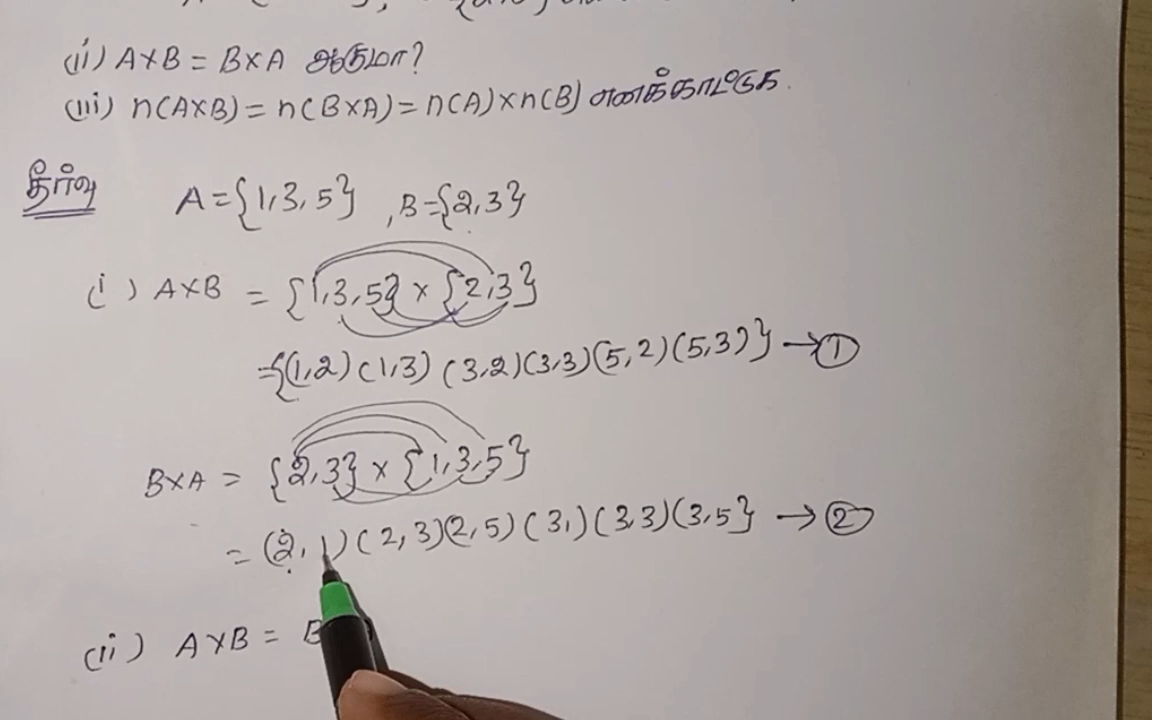 (ii) A×B = B×A ஆகுமா?
(iii) n(A×B) = n(B×A) = n(A)×n(B) எனக்காட்டுக.
தீர்வு A={1,3,5} , B={2,3}
(i) A×B = {1,3,5} × {2,3}
={(1,2) (1,3) (3,2) (3,3) (5,2) (5,3)} → ①
B×A = {2,3} × {1,3,5}
= (2,1) (2,3) (2,5) (3,) (3,3) (3,5} → ②
(ii) A×B = B